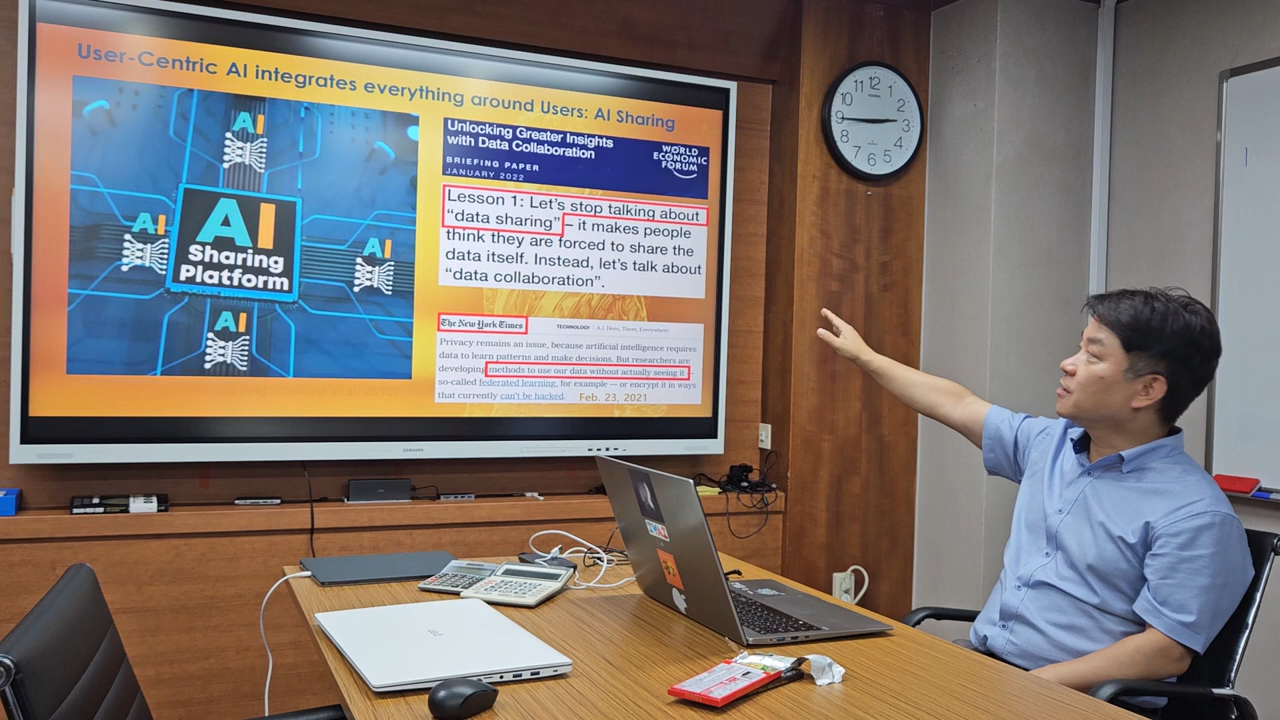 User-Centric AI integrates everything around Users: AI Sharing
AI
AI
AI
AI
AI
Sharing
Platform
Unlocking Greater Insights
with Data Collaboration
BRIEFING PAPER
JANUARY 2022
WORLD
ECONOMIC
FORUM
Lesson 1: Let's stop talking about
"data sharing" – it makes people
think they are forced to share the
data itself. Instead, let's talk about
"data collaboration".
The New York Times
TECHNOLOGY | A.I. Here, There, Everywhere
Privacy remains an issue, because artificial intelligence requires
data to learn patterns and make decisions. But researchers are
developing methods to use our data without actually seeing it
so-called federated learning, for example — or encrypt it in ways
that currently can't be hacked.
Feb. 23, 2021
SAMSUNG
12
1
2
3
4
5
6
7
8
9
10
11